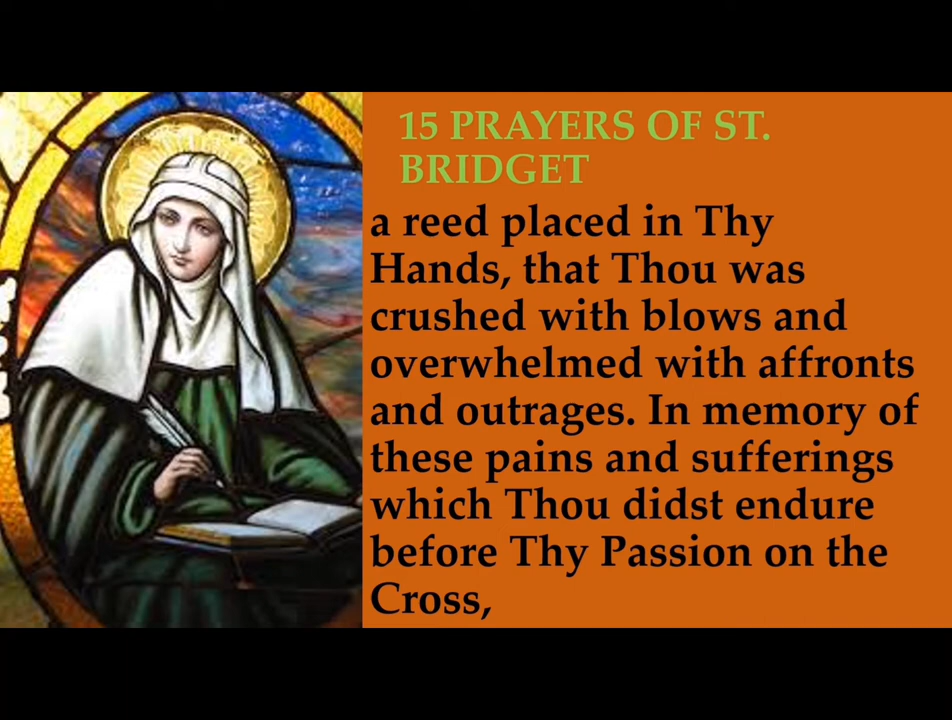 15 PRAYERS OF ST.
BRIDGET
a reed placed in Thy
Hands, that Thou was
crushed with blows and
overwhelmed with affronts
and outrages. In memory of
these pains and sufferings
which Thou didst endure
before Thy Passion on the
Cross,